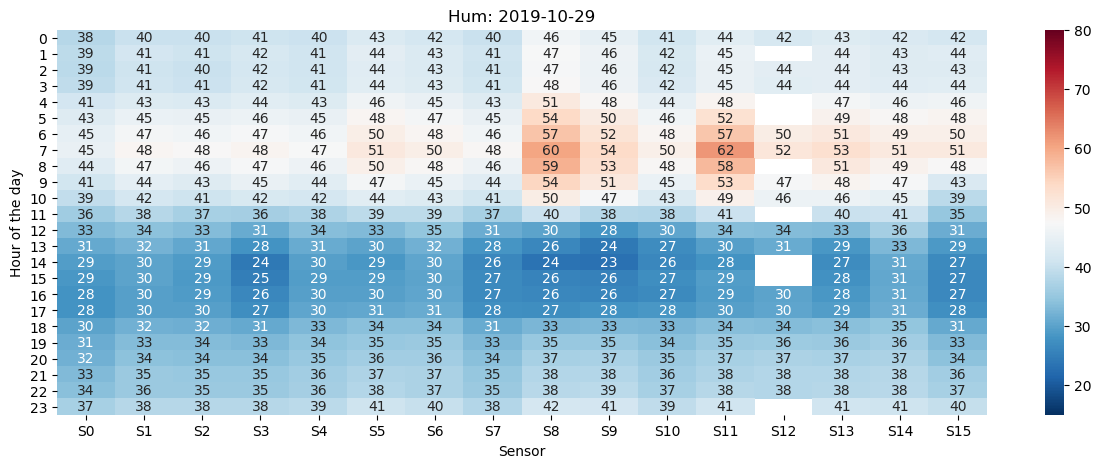 Hum: 2019-10-29
Hour of the day
0 38 40 40 41 40 43 42 40 46 45 41 44 42 43 42 42
1 39 41 41 42 41 44 43 41 47 46 42 45 44 43 44
2 39 41 40 42 41 44 43 41 47 46 42 45 44 44 43 43
3 39 41 41 42 41 44 43 41 48 46 42 45 44 44 44 44
4 41 43 43 44 43 46 45 43 51 48 44 48 47 46 46
5 43 45 45 46 45 48 47 45 54 50 46 52 49 48 48
6 45 47 46 47 46 50 48 46 57 52 48 57 50 51 49 50
7 45 48 48 48 47 51 50 48 60 54 50 62 52 53 51 51
8 44 47 46 47 46 50 48 46 59 53 48 58 51 49 48
9 41 44 43 45 44 47 45 44 54 51 45 53 47 48 47 43
10 39 42 41 42 42 44 43 41 50 47 43 49 46 46 45 39
11 36 38 37 36 38 39 39 37 40 38 38 41 40 41 35
12 33 34 33 31 34 33 35 31 30 28 30 34 34 33 36 31
13 31 32 31 28 31 30 32 28 26 24 27 30 31 29 33 29
14 29 30 29 24 30 29 30 26 24 23 26 28 27 31 27
15 29 30 29 25 29 29 30 27 26 26 27 29 28 31 27
16 28 30 29 26 30 30 30 27 26 26 27 29 30 28 31 27
17 28 30 30 27 30 31 31 28 27 28 28 30 30 29 31 28
18 30 32 32 31 33 34 34 31 33 33 33 34 34 34 35 31
19 31 33 34 33 34 35 35 33 35 35 34 35 36 36 36 33
20 32 34 34 34 35 36 36 34 37 37 35 37 37 37 37 34
21 33 35 35 35 36 37 37 35 38 38 36 38 38 38 38 36
22 34 36 35 35 36 38 37 35 38 39 37 38 38 38 38 37
23 37 38 38 38 39 41 40 38 42 41 39 41 41 41 40
S0 S1 S2 S3 S4 S5 S6 S7 S8 S9 S10 S11 S12 S13 S14 S15
Sensor
80
70
60
50
40
30
20